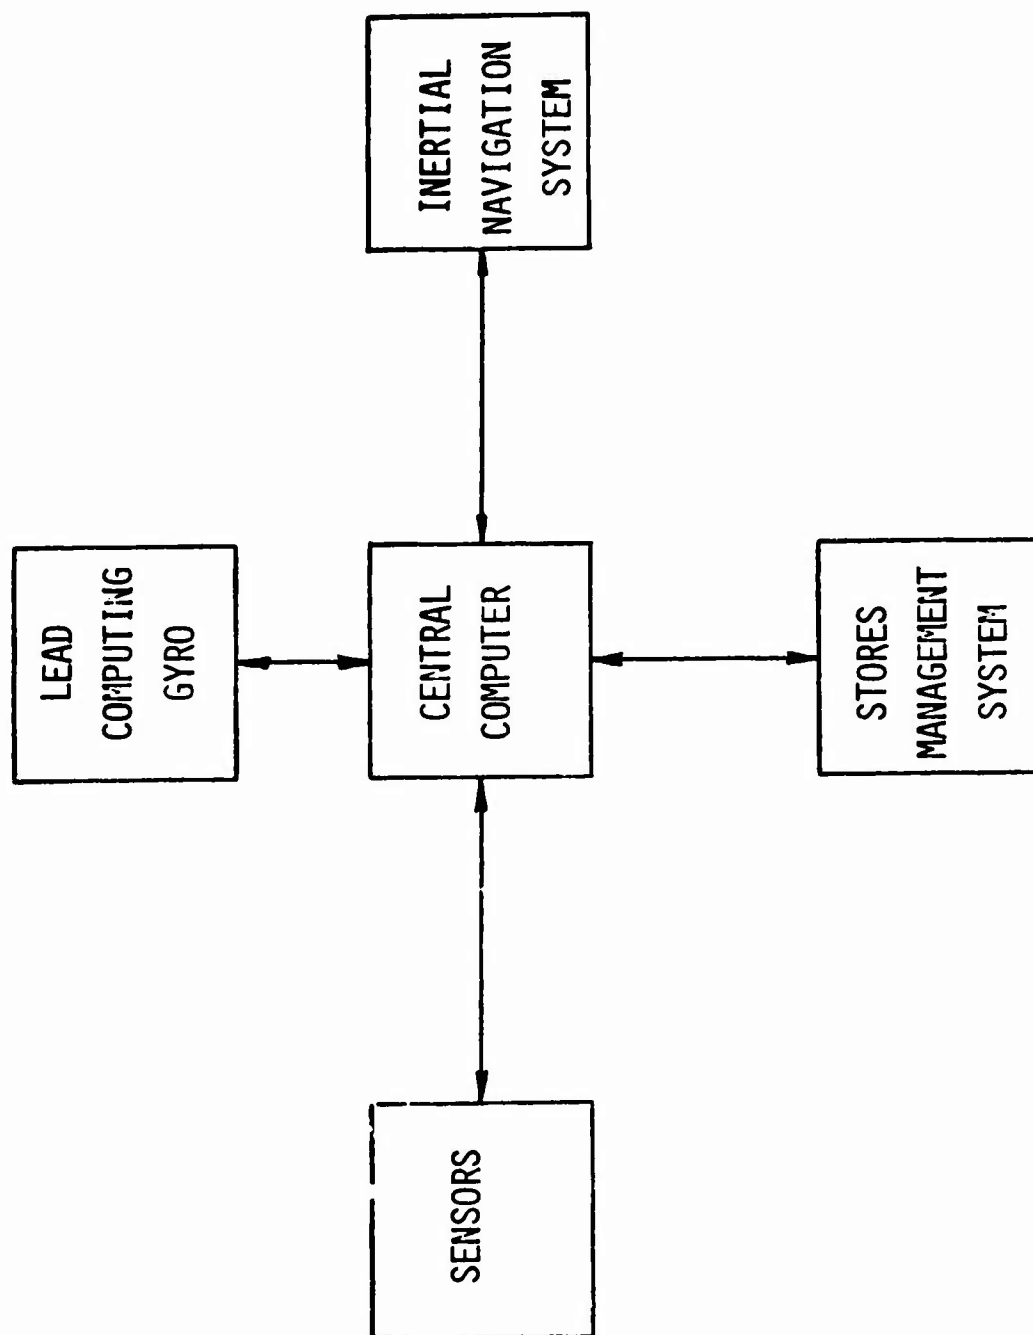 LEAD
COMPUTING
GYRO
SENSORS
CENTRAL
COMPUTER
INERTIAL
NAVIGATION
SYSTEM
STORES
MANAGEMENT
SYSTEM